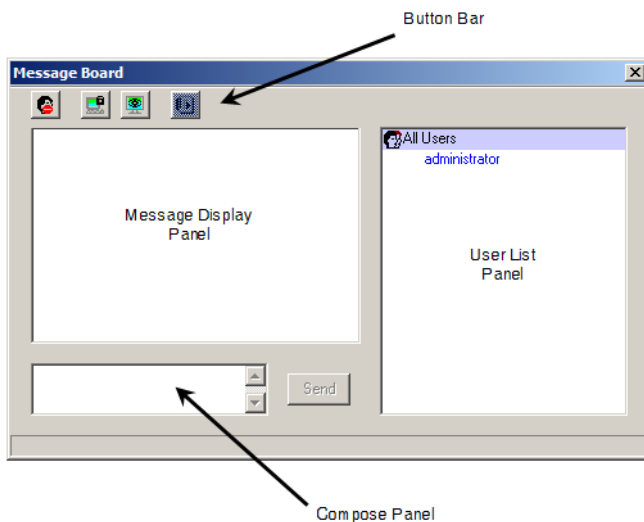 Button Bar
Message Board
All Users
administrator
Message Display
Panel
User List
Panel
Send
Compose Panel